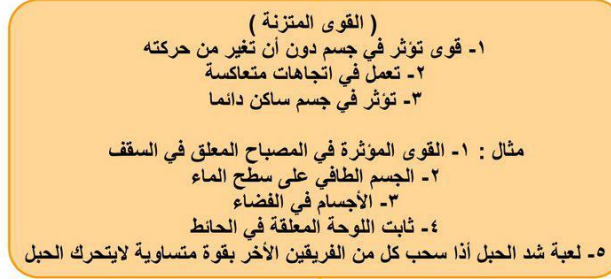 ( القوى المتزنة )
١- قوى تؤثر في جسم دون أن تغير من حركته
٢- تعمل في اتجاهات متعاكسة
٣- تؤثر في جسم ساكن دائما
مثال : ١- القوى المؤثرة في المصباح المعلق في السقف
٢- الجسم الطافي على سطح الماء
٣- الأجسام في الفضاء
٤- ثابت اللوحة المعلقة في الحائط
٥- لعبة شد الحبل أذا سحب كل من الفريقين الأخر بقوة متساوية لايتحرك الحبل